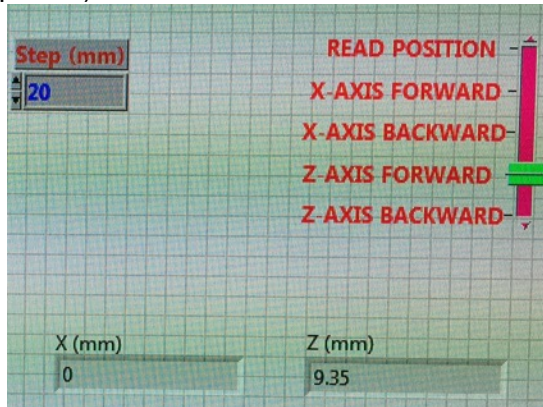 Step (mm)
20
READ POSITION
X-AXIS FORWARD
X-AXIS BACKWARD
Z-AXIS FORWARD
Z-AXIS BACKWARD
X (mm)
0
Z (mm)
9.35